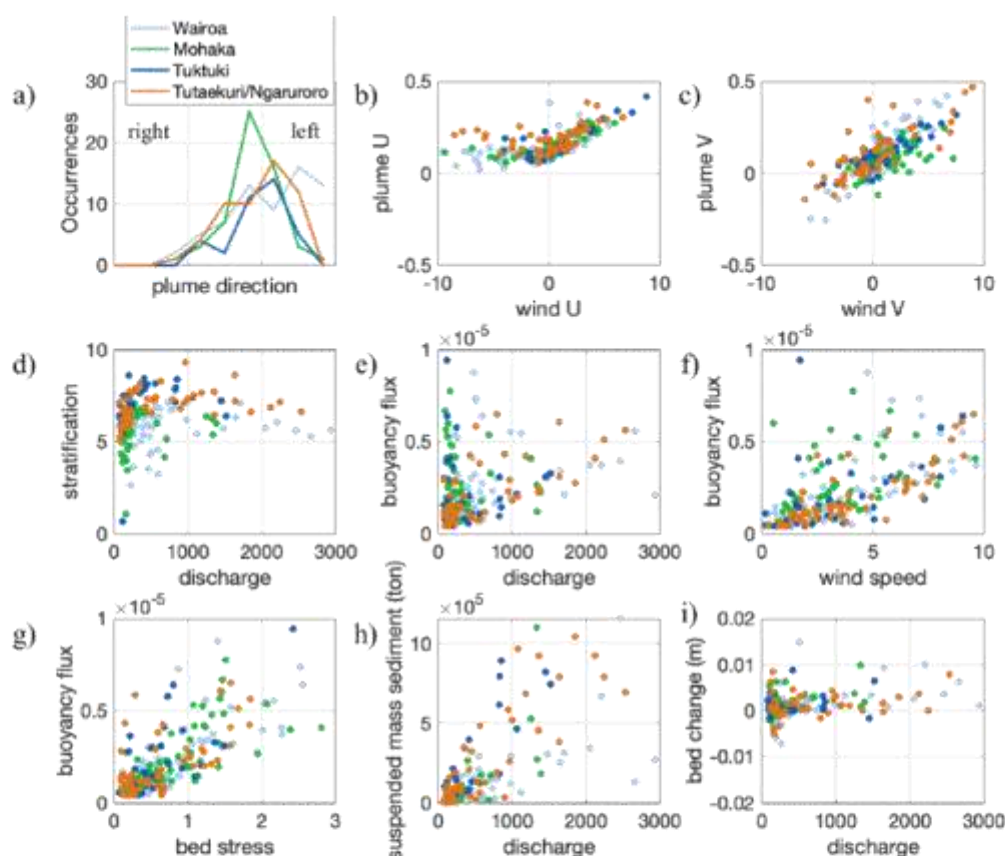 Wairoa
Mohaka
Tuktuki
Tutaekuri/Ngaruroro
a)
30
20
10
0
Occurrences
right
left
plume direction
b)
0.5
0
-0.5
plume U
-10
0
10
wind U
c)
0.5
0
-0.5
plume V
-10
0
10
wind V
d)
10
5
0
stratification
0
1000
2000
3000
discharge
e)
×10⁻⁵
1
0.5
0
buoyancy flux
0
1000
2000
3000
discharge
f)
×10⁻⁵
1
0.5
0
buoyancy flux
0
5
10
wind speed
g)
×10⁻⁵
1
0.5
0
buoyancy flux
0
1
2
3
bed stress
h)
×10⁵
10
5
0
suspended mass sediment (ton)
0
1000
2000
3000
discharge
i)
0.02
0.01
0
-0.01
-0.02
bed change (m)
0
1000
2000
3000
discharge